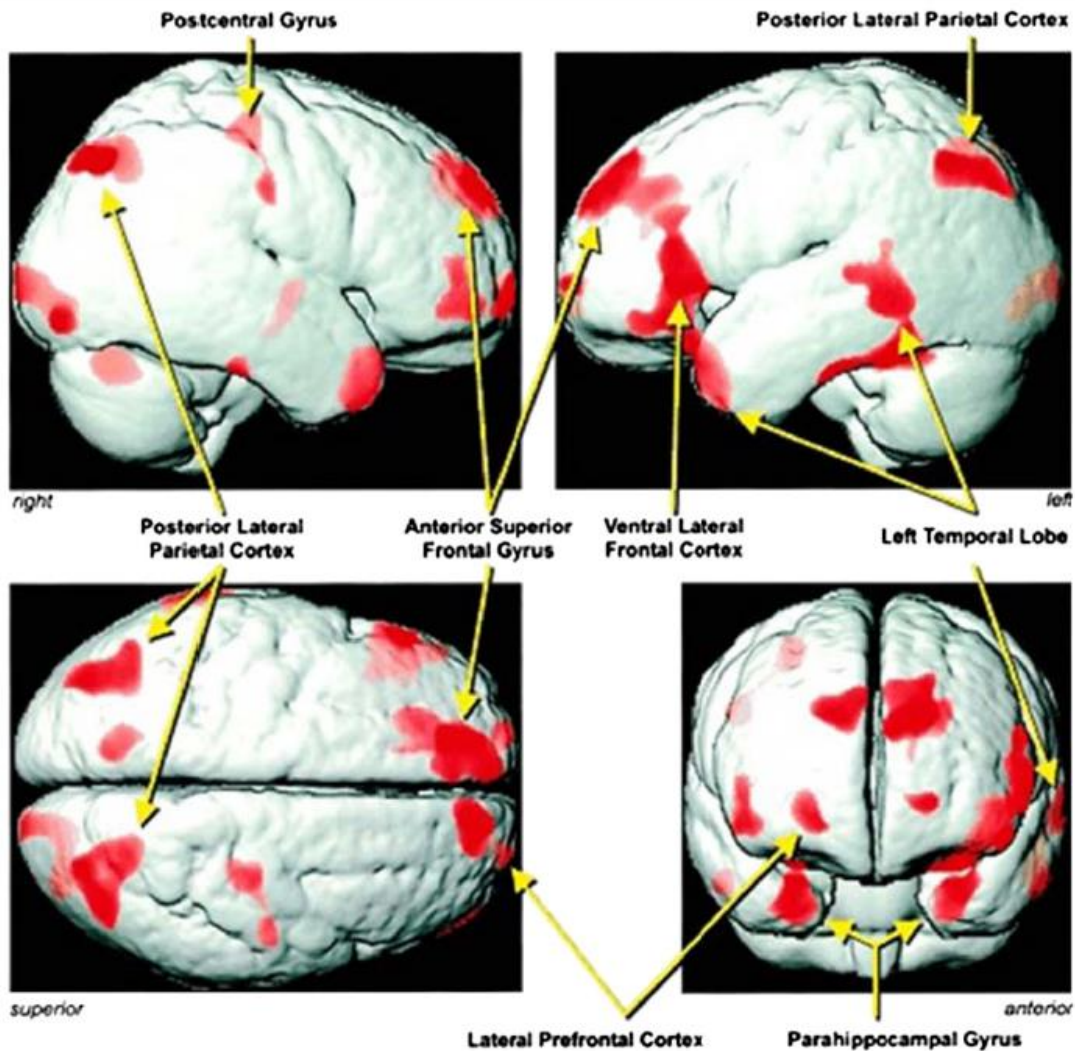 Postcentral Gyrus
Posterior Lateral Parietal Cortex
right
left
Posterior Lateral
Parietal Cortex
Anterior Superior
Frontal Gyrus
Ventral Lateral
Frontal Cortex
Left Temporal Lobe
superior
anterior
Lateral Prefrontal Cortex
Parahippocampal Gyrus